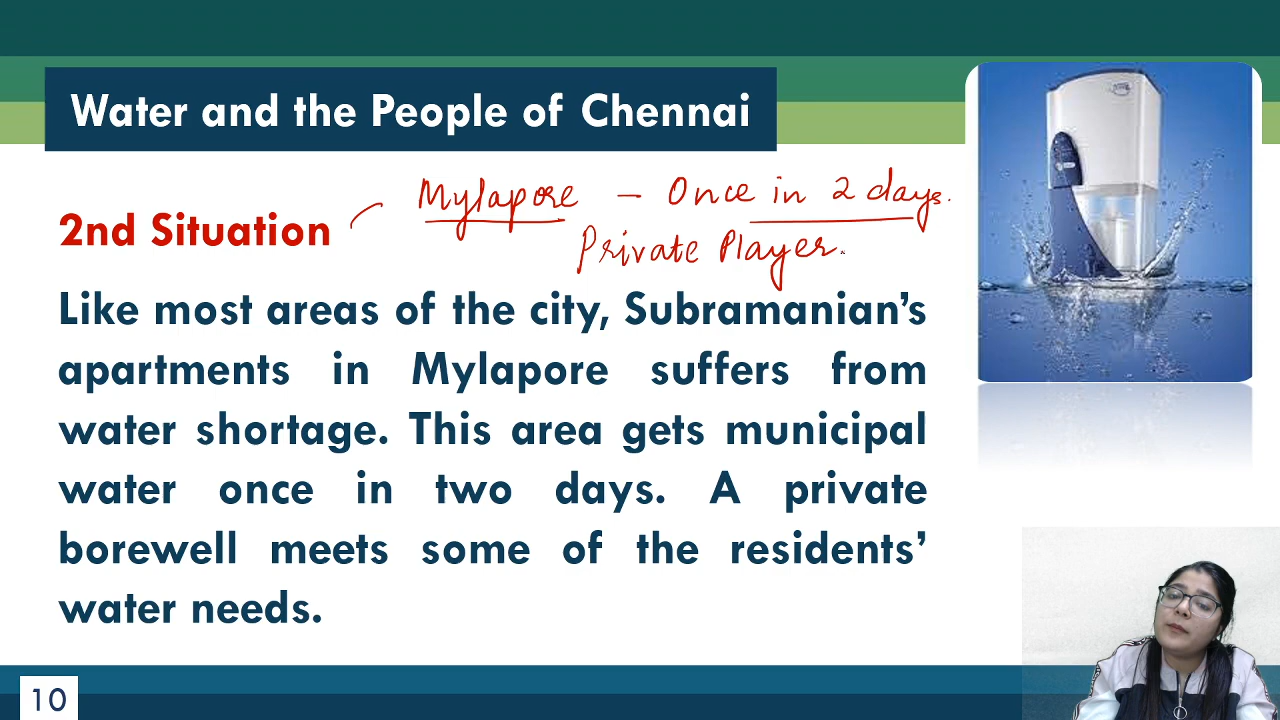 Water and the People of Chennai
2nd Situation
Mylapore – Once in 2 days.
Private Player.
Like most areas of the city, Subramanian’s
apartments in Mylapore suffers from
water shortage. This area gets municipal
water once in two days. A private
borewell meets some of the residents’
water needs.
10